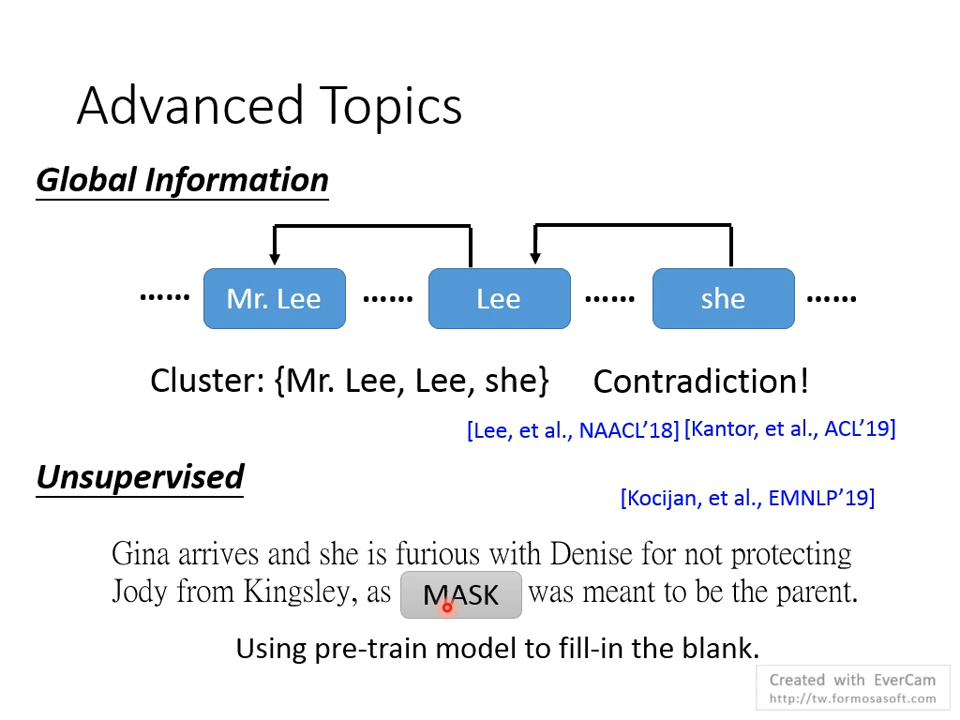 Advanced Topics
Global Information
...... Mr. Lee ...... Lee ...... she ......
Cluster: {Mr. Lee, Lee, she} Contradiction!
[Lee, et al., NAACL’18] [Kantor, et al., ACL’19]
Unsupervised
[Kocijan, et al., EMNLP’19]
Gina arrives and she is furious with Denise for not protecting
Jody from Kingsley, as MASK was meant to be the parent.
Using pre-train model to fill-in the blank.
Created with EverCam
http://tw.formosasoft.com